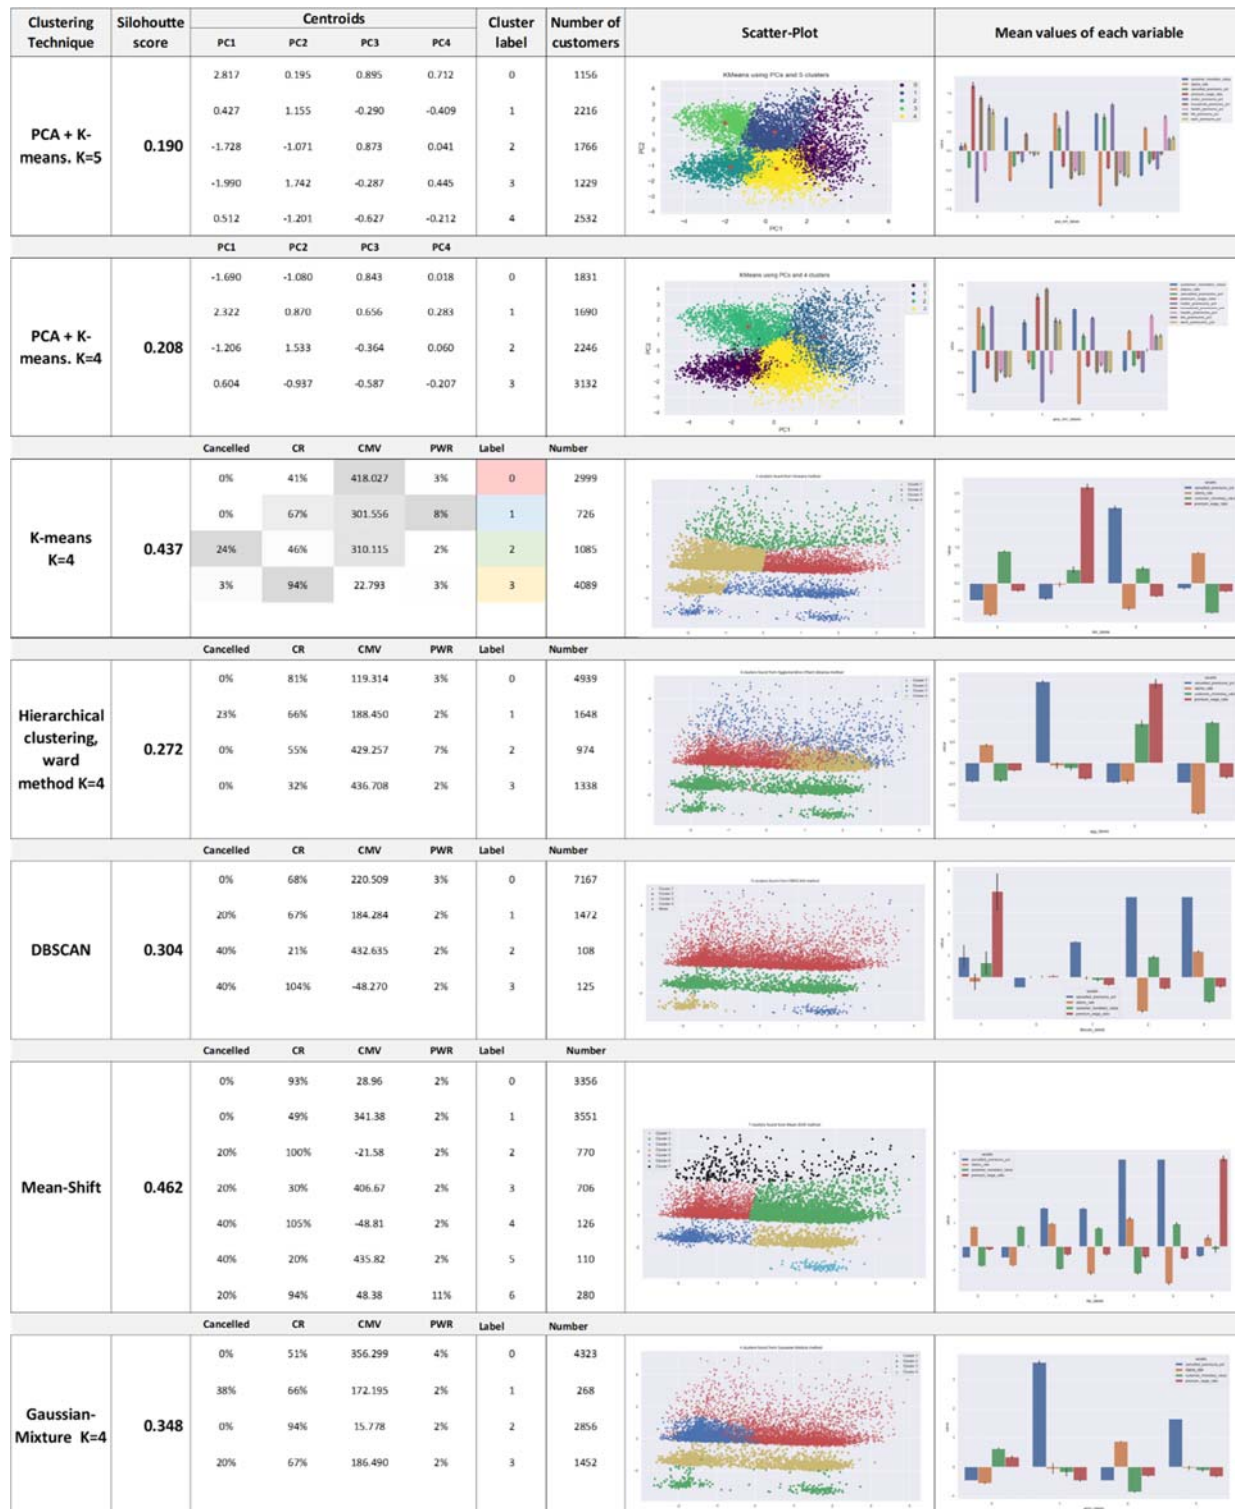 Clustering Technique Silohoutte score Centroids Cluster label Number of customers Scatter-Plot Mean values of each variable
PC1 PC2 PC3 PC4
PCA + K-means. K=5 0.190
2.817 0.195 0.895 0.712 0 1156
0.427 1.155 -0.290 -0.409 1 2216
-1.728 -1.071 0.873 0.041 2 1766
-1.990 1.742 -0.287 0.445 3 1229
0.512 -1.201 -0.627 -0.212 4 2532
KMeans using PCs and 5 clusters
PC2
PC1
PC1 PC2 PC3 PC4
PCA + K-means. K=4 0.208
-1.690 -1.080 0.843 0.018 0 1831
2.322 0.870 0.656 0.283 1 1690
-1.206 1.533 -0.364 0.060 2 2246
0.604 -0.937 -0.587 -0.207 3 3132
KMeans using PCs and 4 clusters
PC2
PC1
Cancelled CR CMV PWR Label Number
K-means K=4 0.437
0% 41% 418.027 3% 0 2999
0% 67% 301.556 8% 1 726
24% 46% 310.115 2% 2 1085
3% 94% 22.793 3% 3 4089
Cancelled CR CMV PWR Label Number
Hierarchical clustering, ward method K=4 0.272
0% 81% 119.314 3% 0 4939
23% 66% 188.450 2% 1 1648
0% 55% 429.257 7% 2 974
0% 32% 436.708 2% 3 1338
Cancelled CR CMV PWR Label Number
DBSCAN 0.304
0% 68% 220.509 3% 0 7167
20% 67% 184.284 2% 1 1472
40% 21% 432.635 2% 2 108
40% 104% -48.270 2% 3 125
Cancelled CR CMV PWR Label Number
Mean-Shift 0.462
0% 93% 28.96 2% 0 3356
0% 49% 341.38 2% 1 3551
20% 100% -21.58 2% 2 770
20% 30% 406.67 2% 3 706
40% 105% -48.81 2% 4 126
40% 20% 435.82 2% 5 110
20% 94% 48.38 11% 6 280
Cancelled CR CMV PWR Label Number
Gaussian-Mixture K=4 0.348
0% 51% 356.299 4% 0 4323
38% 66% 172.195 2% 1 268
0% 94% 15.778 2% 2 2856
20% 67% 186.490 2% 3 1452